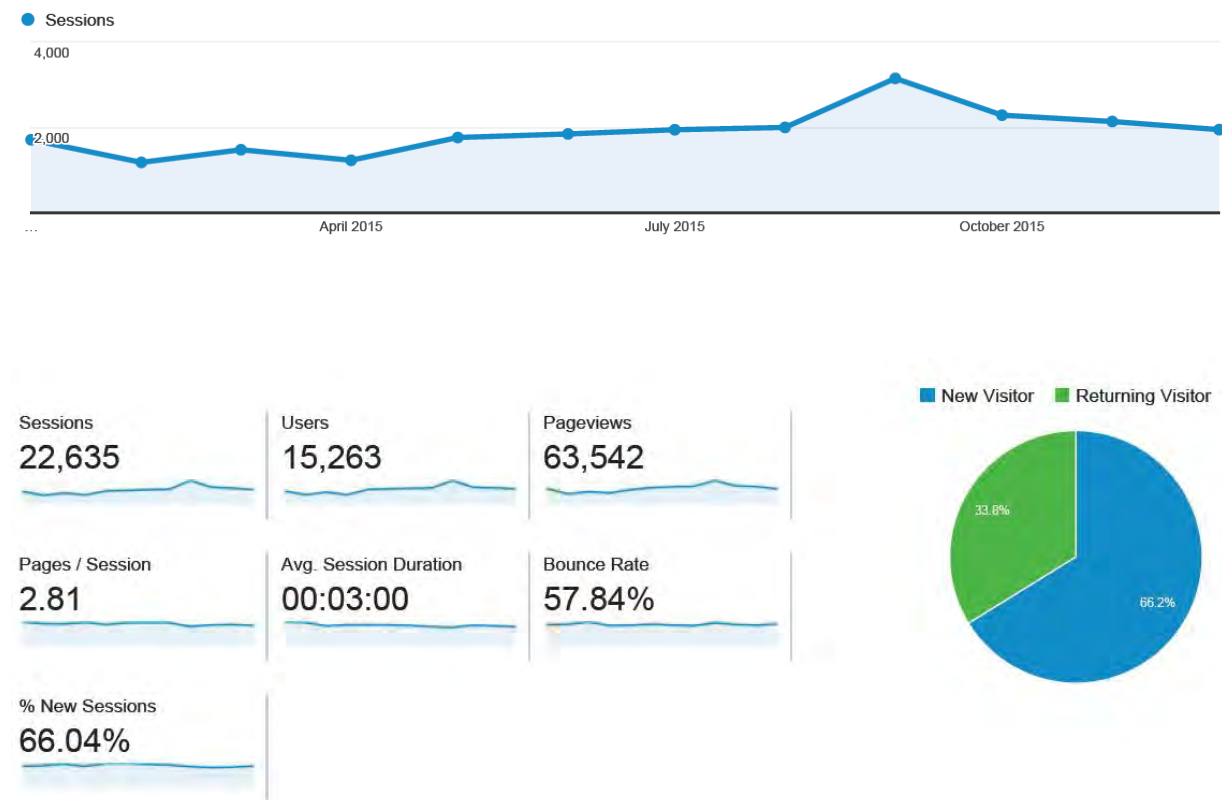 Sessions
4,000
2,000
...
April 2015
July 2015
October 2015
New Visitor
Returning Visitor
Sessions
22,635
Users
15,263
Pageviews
63,542
33.8%
66.2%
Pages / Session
2.81
Avg. Session Duration
00:03:00
Bounce Rate
57.84%
% New Sessions
66.04%